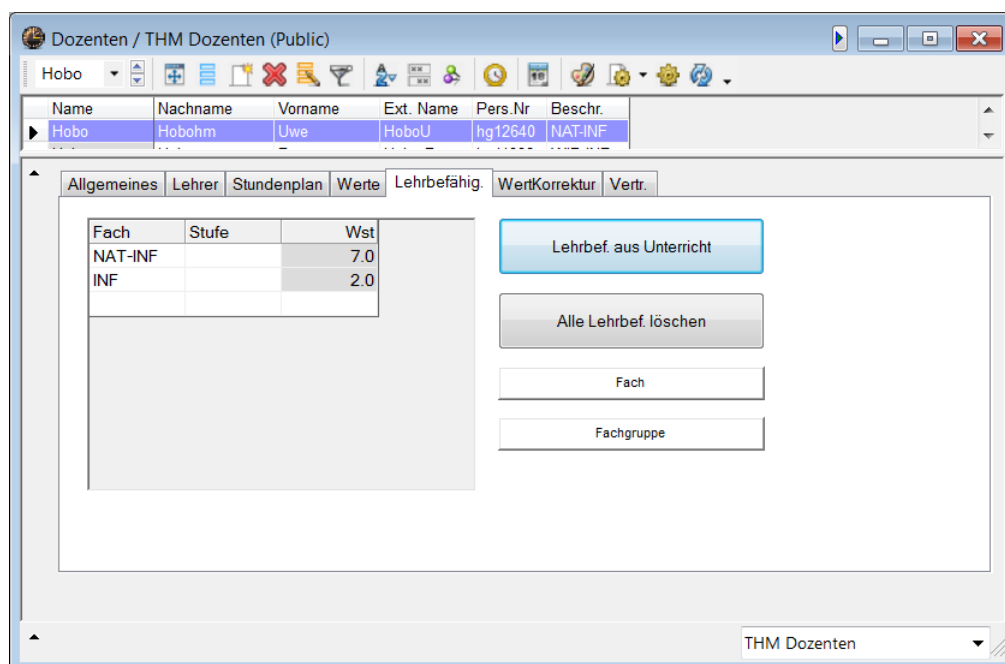 Dozenten / THM Dozenten (Public)
Hobo
Name Nachname Vorname Ext. Name Pers.Nr Beschr.
Hobo Hobohm Uwe HoboU hg12640 NAT-INF
Allgemeines Lehrer Stundenplan Werte Lehrbefähig. WertKorrektur Vertr.
Fach Stufe Wst
NAT-INF 7.0
INF 2.0
Lehrbef. aus Unterricht
Alle Lehrbef. löschen
Fach
Fachgruppe
THM Dozenten